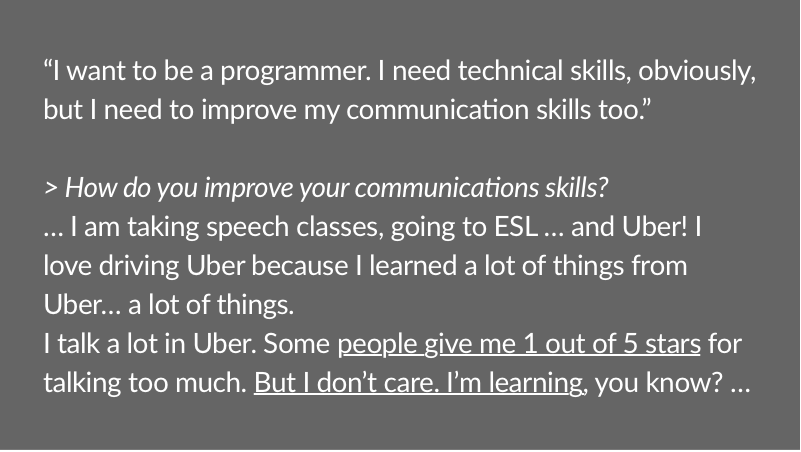 “I want to be a programmer. I need technical skills, obviously,
but I need to improve my communication skills too.”
> How do you improve your communications skills?
… I am taking speech classes, going to ESL … and Uber! I
love driving Uber because I learned a lot of things from
Uber… a lot of things.
I talk a lot in Uber. Some people give me 1 out of 5 stars for
talking too much. But I don’t care. I’m learning, you know? …